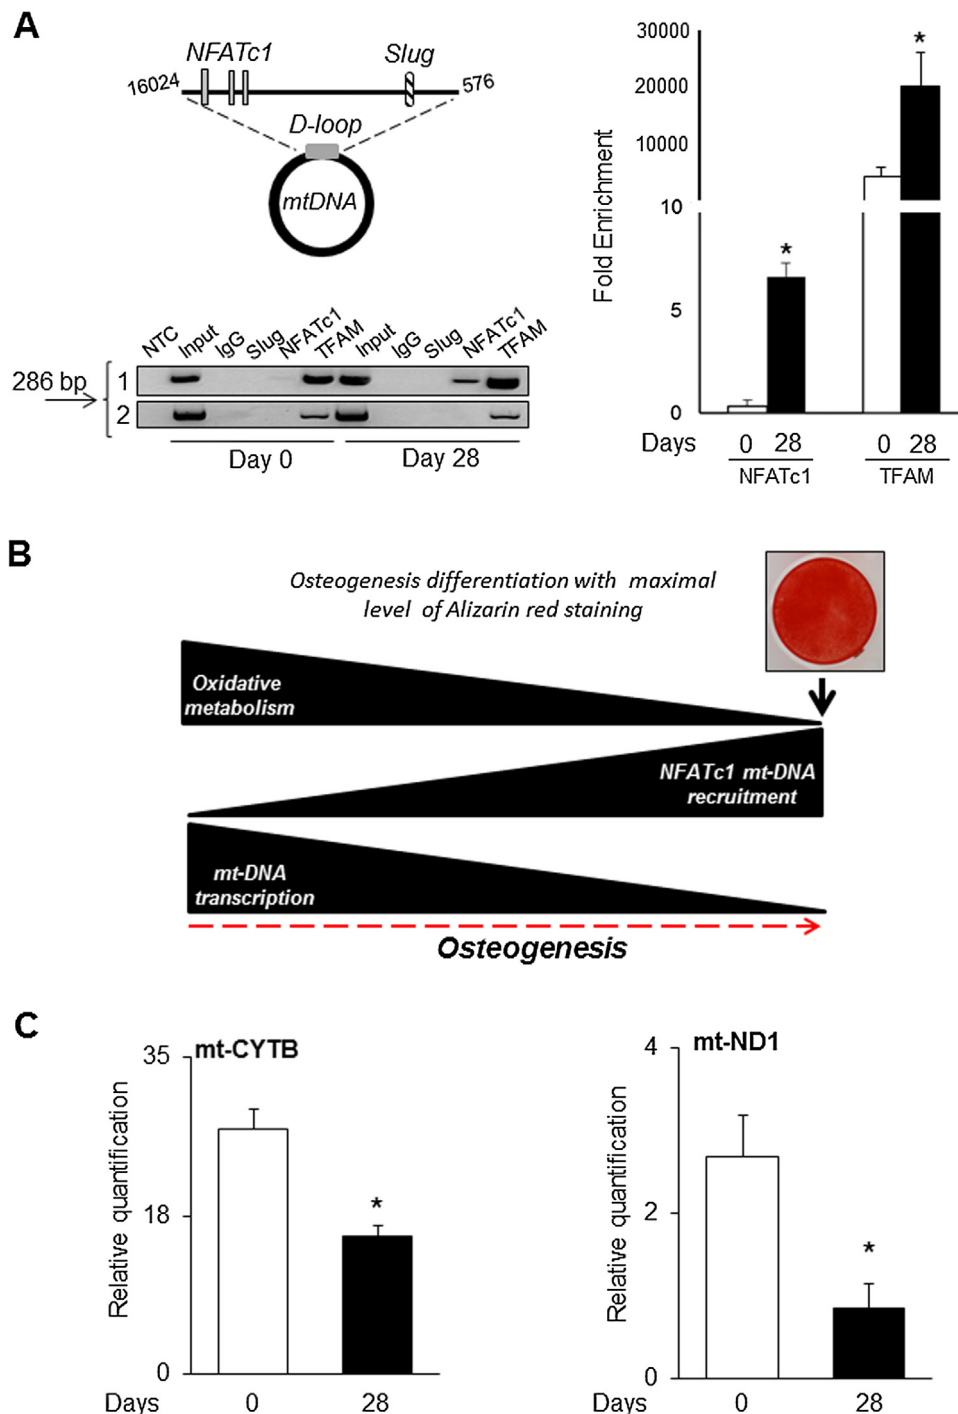 A
NFATc1
Slug
16024
576
D-loop
mtDNA
NTC
Input
IgG
Slug
NFATc1
TFAM
Input
IgG
Slug
NFATc1
TFAM
286 bp
1
2
Day 0
Day 28
Fold Enrichment
30000
20000
10000
10
5
0
*
*
Days 0 28 0 28
NFATc1 TFAM
B
Osteogenesis differentiation with maximal
level of Alizarin red staining
Oxidative
metabolism
NFATc1 mt-DNA
recruitment
mt-DNA
transcription
Osteogenesis
C
mt-CYTB
Relative quantification
35
18
0
*
Days 0 28
mt-ND1
Relative quantification
4
2
0
*
Days 0 28